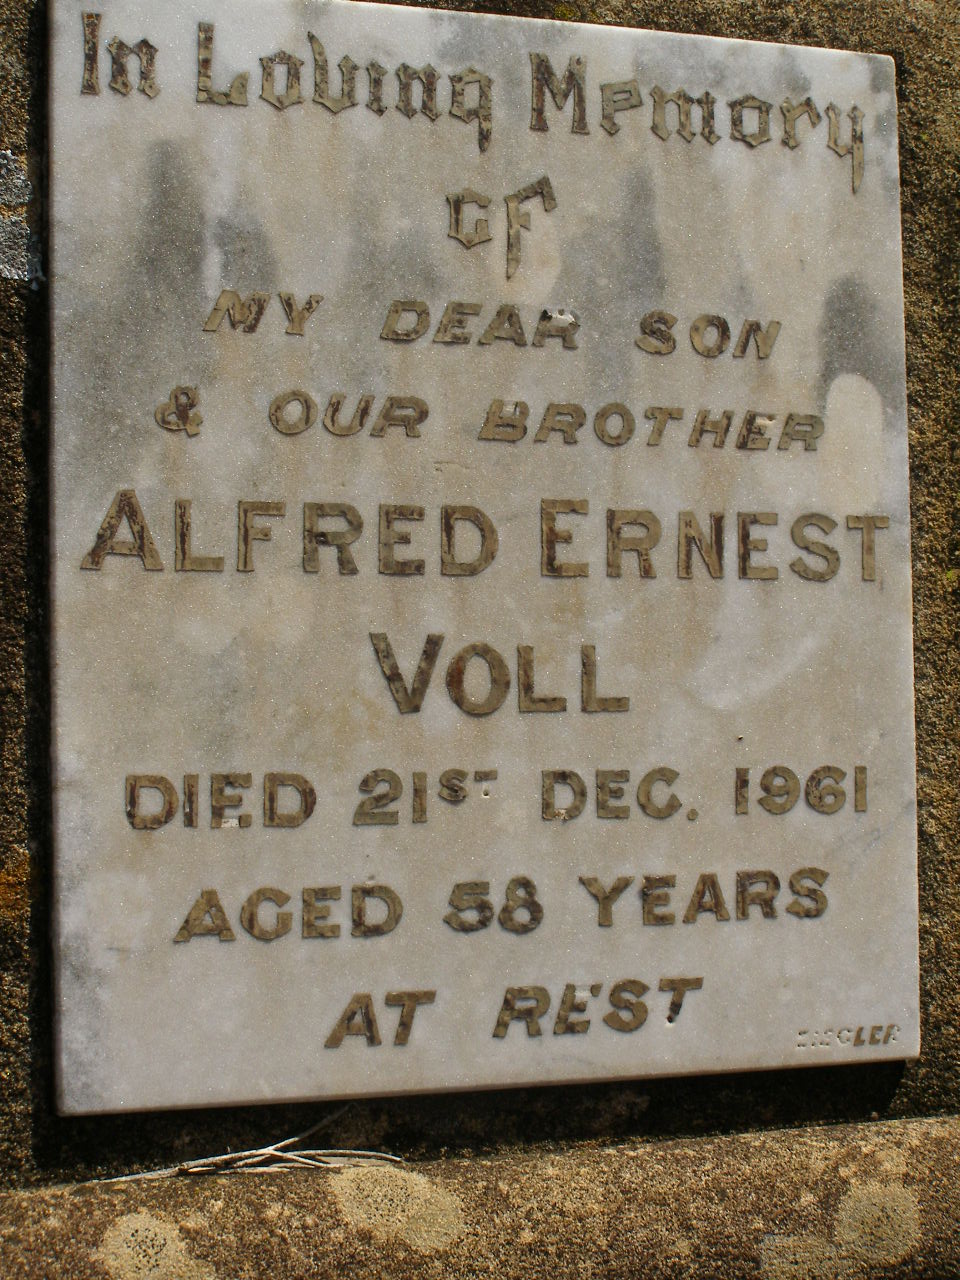 In Loving Memory
OF
MY DEAR SON
& OUR BROTHER
ALFRED ERNEST
VOLL
DIED 21ST DEC. 1961
AGED 58 YEARS
AT REST
ZIEGLER